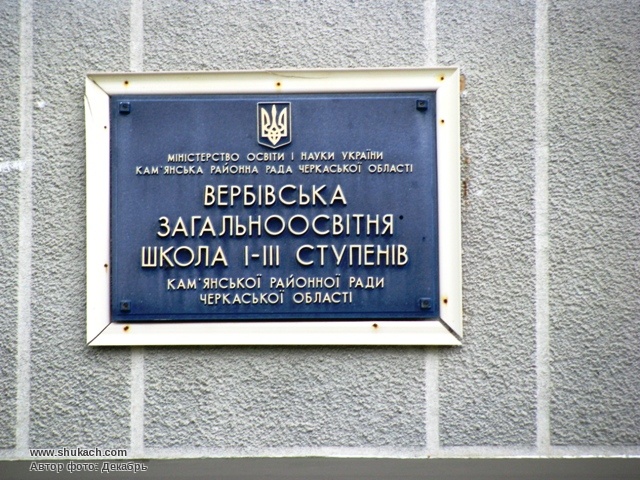 МІНІСТЕРСТВО ОСВІТИ І НАУКИ УКРАЇНИ
КАМ'ЯНСЬКА РАЙОННА РАДА ЧЕРКАСЬКОЇ ОБЛАСТІ
ВЕРБІВСЬКА
ЗАГАЛЬНООСВІТНЯ
ШКОЛА І-ІІІ СТУПЕНІВ
КАМ'ЯНСЬКОЇ РАЙОННОЇ РАДИ
ЧЕРКАСЬКОЇ ОБЛАСТІ
www.shukach.com
Автор фото: Декабрь